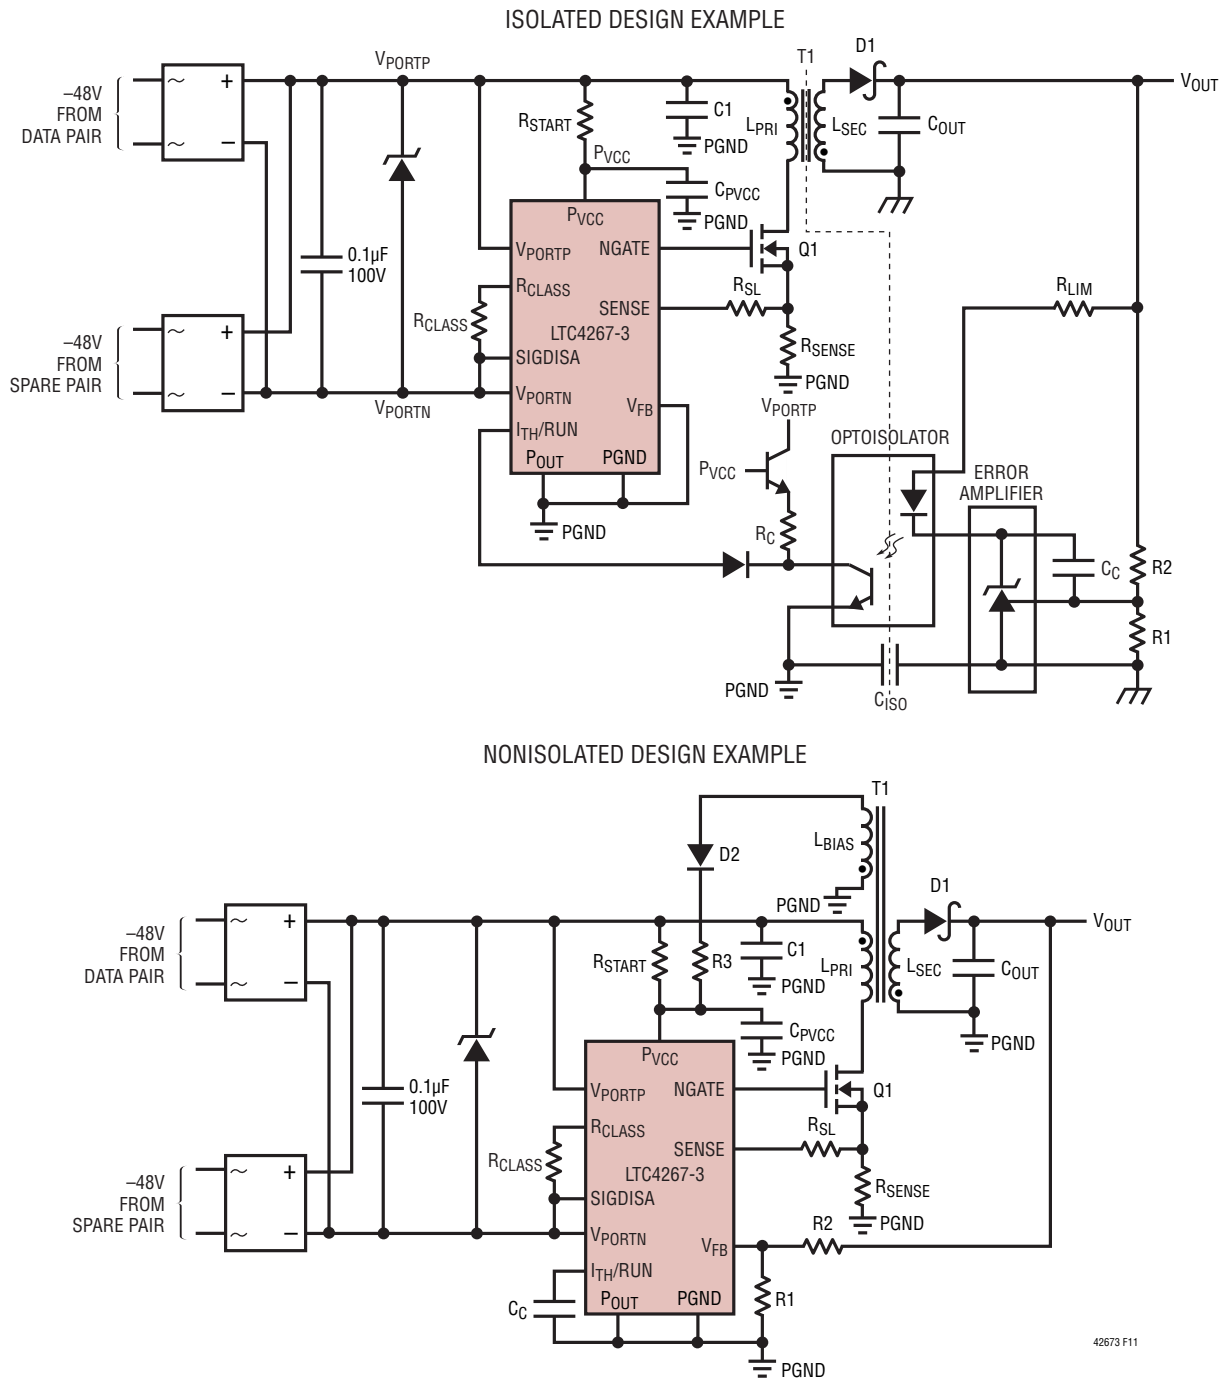 ISOLATED DESIGN EXAMPLE
–48V
FROM
DATA PAIR
~
~
+
–
VPORTP
RSTART
PVCC
C1
PGND
CPVCC
PGND
T1
LPRI
LSEC
D1
COUT
VOUT
0.1µF
100V
–48V
FROM
SPARE PAIR
~
~
+
–
VPORTN
RCLASS
PVCC
VPORTP
NGATE
RCLASS
SENSE
LTC4267-3
SIGDISA
VPORTN
VFB
ITH/RUN
POUT
PGND
PGND
Q1
RSL
RSENSE
PGND
VPORTP
PVCC
RC
OPTOISOLATOR
RLIM
ERROR
AMPLIFIER
CC
R2
R1
PGND
CISO
NONISOLATED DESIGN EXAMPLE
T1
LBIAS
D2
PGND
–48V
FROM
DATA PAIR
~
~
+
–
RSTART
R3
C1
PGND
CPVCC
PGND
LPRI
LSEC
D1
COUT
VOUT
PGND
0.1µF
100V
–48V
FROM
SPARE PAIR
~
~
+
–
RCLASS
PVCC
VPORTP
NGATE
RCLASS
SENSE
LTC4267-3
SIGDISA
VPORTN
VFB
ITH/RUN
POUT
PGND
Q1
RSL
RSENSE
PGND
R2
CC
R1
PGND
42673 F11